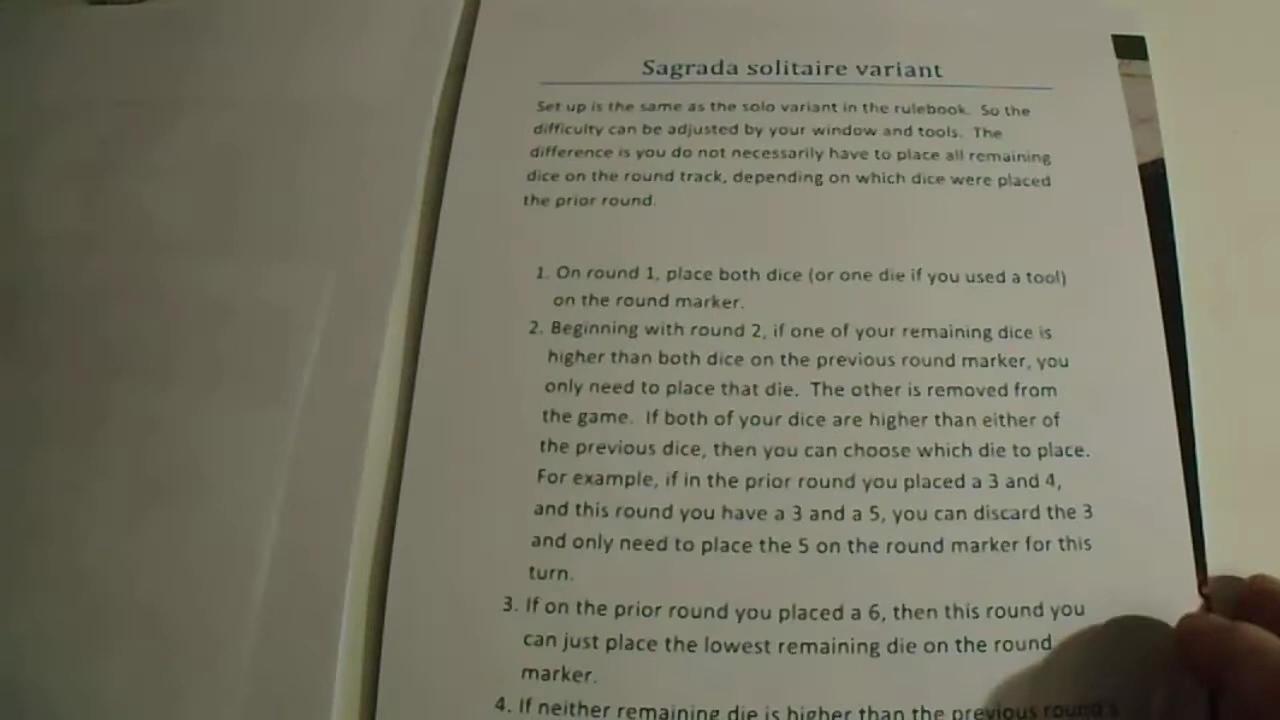 Sagrada solitaire variant
Set up is the same as the solo variant in the rulebook. So the
difficulty can be adjusted by your window and tools. The
difference is you do not necessarily have to place all remaining
dice on the round track, depending on which dice were placed
the prior round.
1. On round 1, place both dice (or one die if you used a tool)
on the round marker.
2. Beginning with round 2, if one of your remaining dice is
higher than both dice on the previous round marker, you
only need to place that die. The other is removed from
the game. If both of your dice are higher than either of
the previous dice, then you can choose which die to place.
For example, if in the prior round you placed a 3 and 4,
and this round you have a 3 and a 5, you can discard the 3
and only need to place the 5 on the round marker for this
turn.
3. If on the prior round you placed a 6, then this round you
can just place the lowest remaining die on the round
marker.
4. If neither remaining die is higher than the previous round's